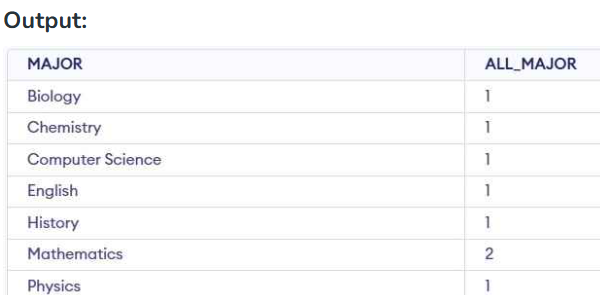 Output:
MAJOR ALL_MAJOR
Biology 1
Chemistry 1
Computer Science 1
English 1
History 1
Mathematics 2
Physics 1